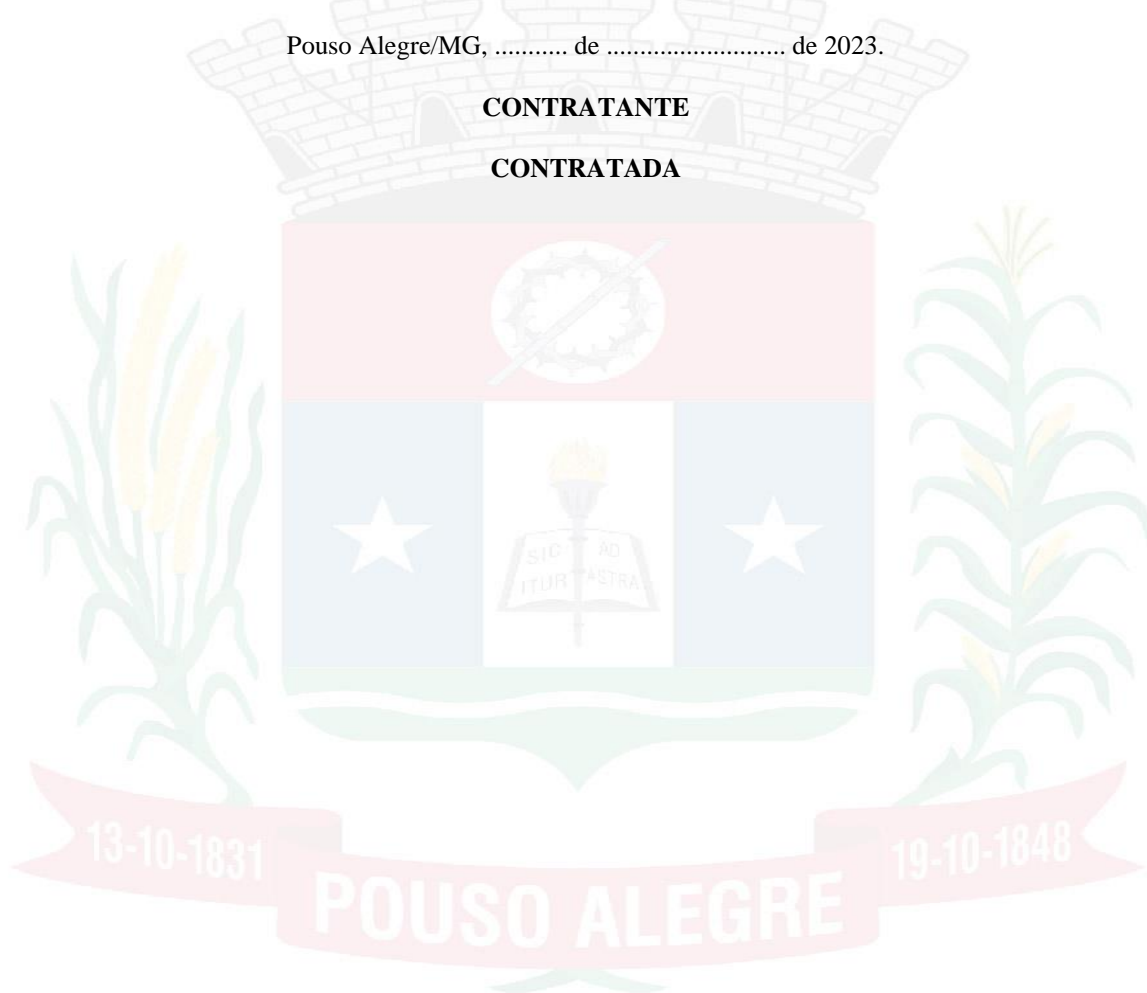 Pouso Alegre/MG, ........... de ........................... de 2023.
CONTRATANTE
CONTRATADA
SIC AD
ITUR ASTRA
13-10-1831
19-10-1848
POUSO ALEGRE